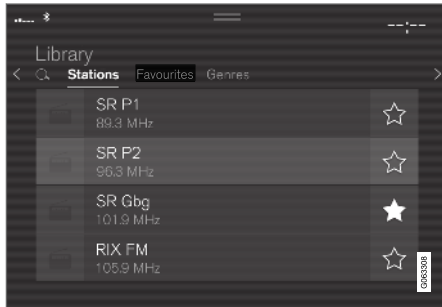 --:--
Library
Stations Favourites Genres
SR P1
89.3 MHz
SR P2
96.3 MHz
SR Gbg
101.9 MHz
RIX FM
105.9 MHz
G063308